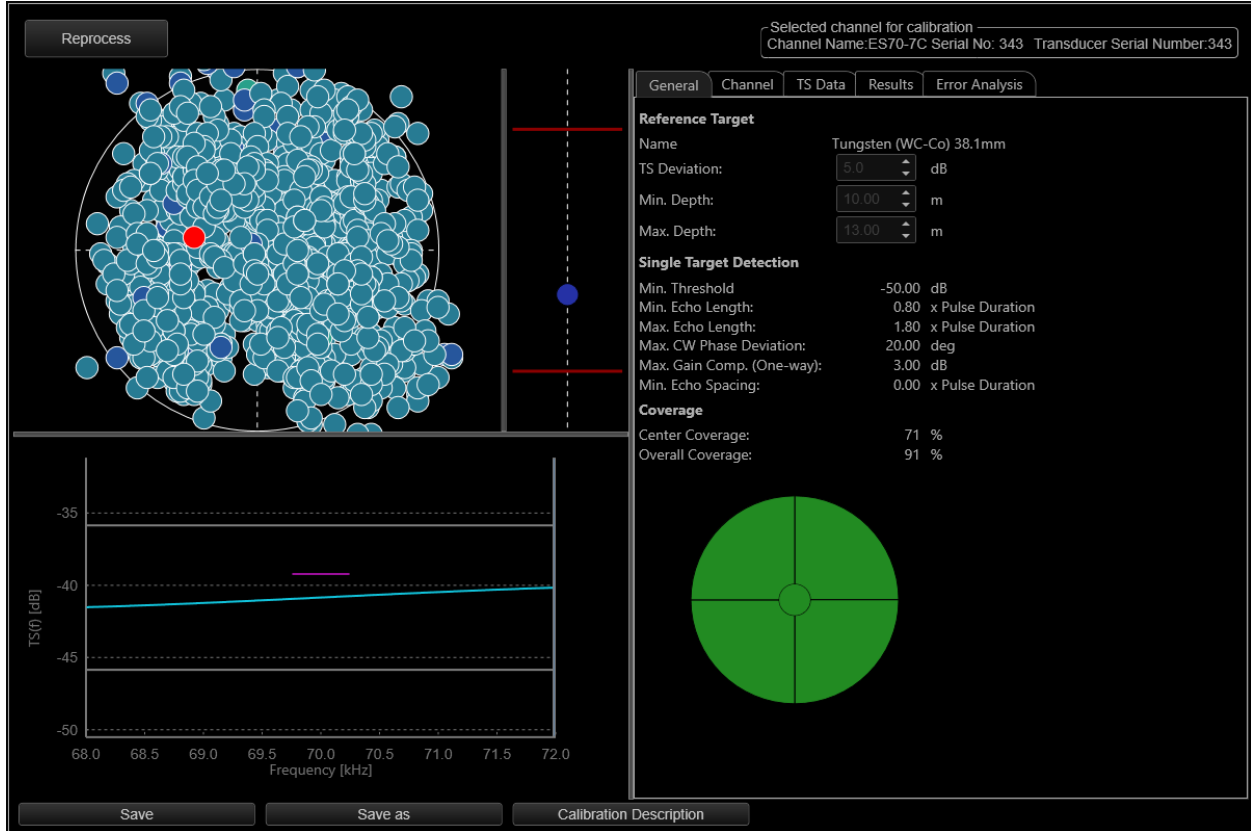 Reprocess
Selected channel for calibration
Channel Name:ES70-7C Serial No: 343 Transducer Serial Number:343
General Channel TS Data Results Error Analysis
Reference Target
Name Tungsten (WC-Co) 38.1mm
TS Deviation: 5.0 dB
Min. Depth: 10.00 m
Max. Depth: 13.00 m
Single Target Detection
Min. Threshold -50.00 dB
Min. Echo Length: 0.80 x Pulse Duration
Max. Echo Length: 1.80 x Pulse Duration
Max. CW Phase Deviation: 20.00 deg
Max. Gain Comp. (One-way): 3.00 dB
Min. Echo Spacing: 0.00 x Pulse Duration
Coverage
Center Coverage: 71 %
Overall Coverage: 91 %
TS(f) [dB]
-35
-40
-45
-50
68.0 68.5 69.0 69.5 70.0 70.5 71.0 71.5 72.0
Frequency [kHz]
Save Save as Calibration Description